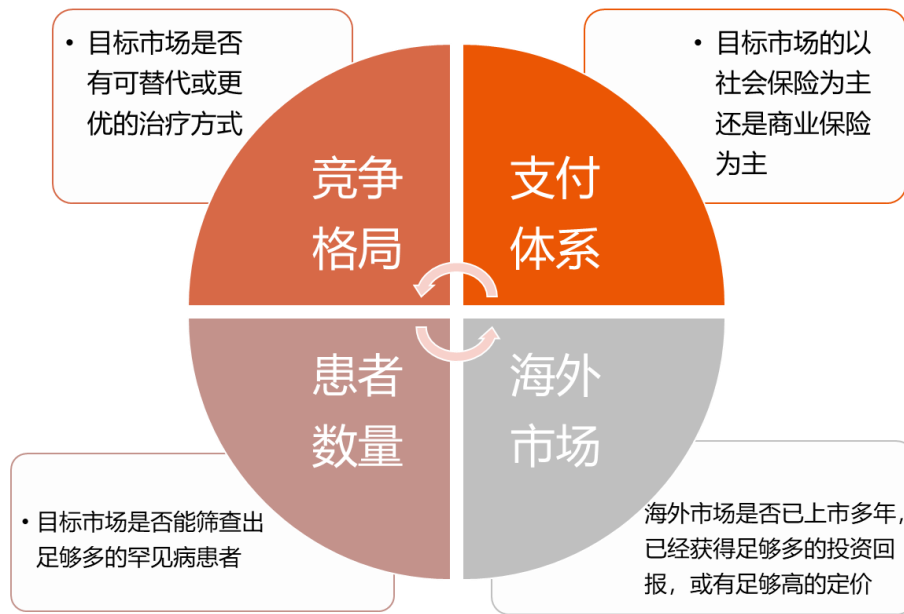 • 目标市场是否
有可替代或更
优的治疗方式
• 目标市场的以
社会保险为主
还是商业保险
为主
竞争
格局
支付
体系
患者
数量
海外
市场
• 目标市场是否能筛查出
足够多的罕见病患者
海外市场是否已上市多年，
已经获得足够多的投资回
报，或有足够高的定价